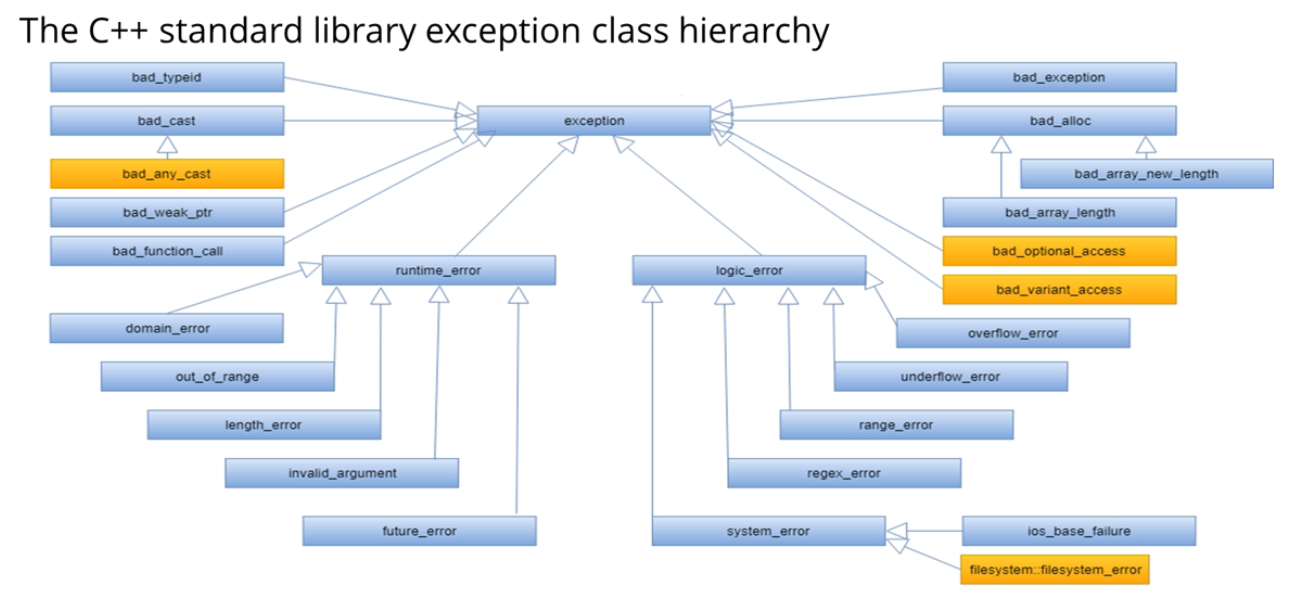 The C++ standard library exception class hierarchy
bad_typeid
bad_exception
bad_cast
exception
bad_alloc
bad_any_cast
bad_array_new_length
bad_weak_ptr
bad_array_length
bad_function_call
bad_optional_access
runtime_error
logic_error
bad_variant_access
domain_error
overflow_error
out_of_range
underflow_error
length_error
range_error
invalid_argument
regex_error
future_error
system_error
ios_base_failure
filesystem::filesystem_error